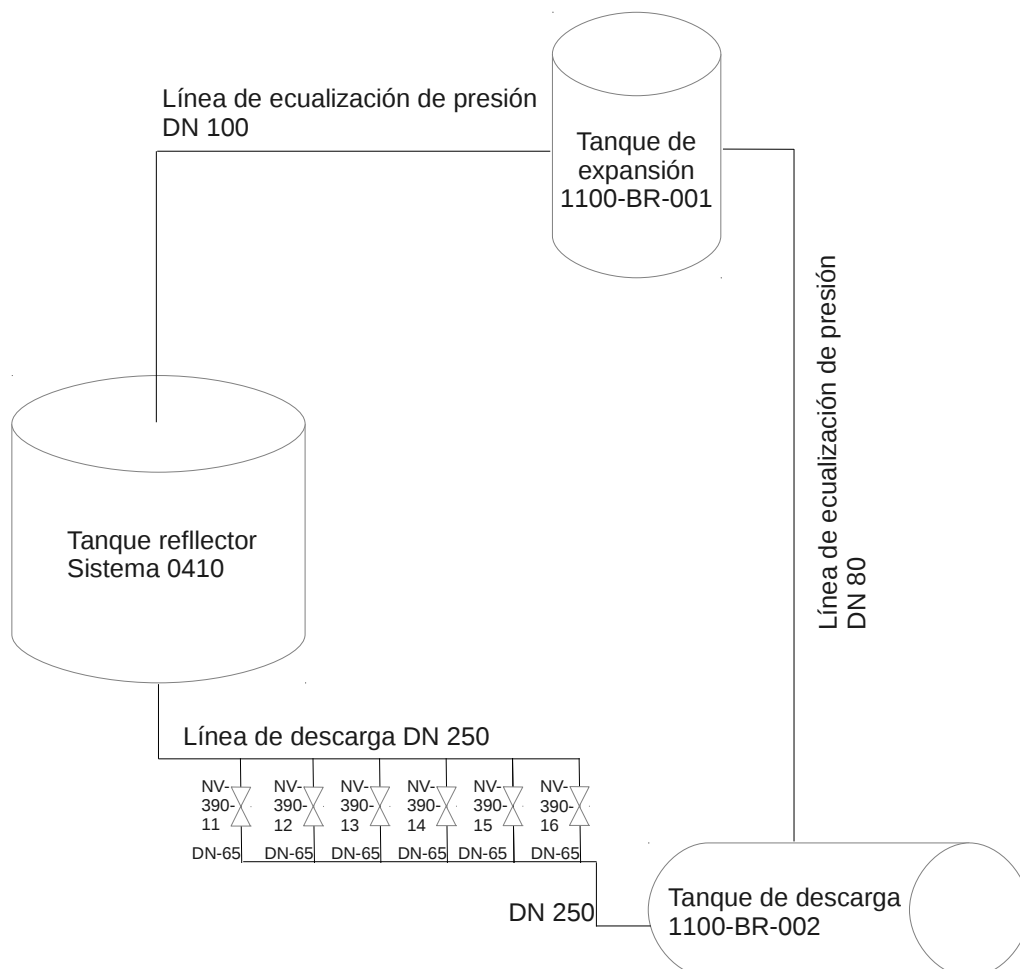 Línea de ecualización de presión
DN 100
Tanque de
expansión
1100-BR-001
Línea de ecualización de presión
DN 80
Tanque refllector
Sistema 0410
Línea de descarga DN 250
NV-
390-
11
NV-
390-
12
NV-
390-
13
NV-
390-
14
NV-
390-
15
NV-
390-
16
DN-65
DN-65
DN-65
DN-65
DN-65
DN-65
DN 250
Tanque de descarga
1100-BR-002